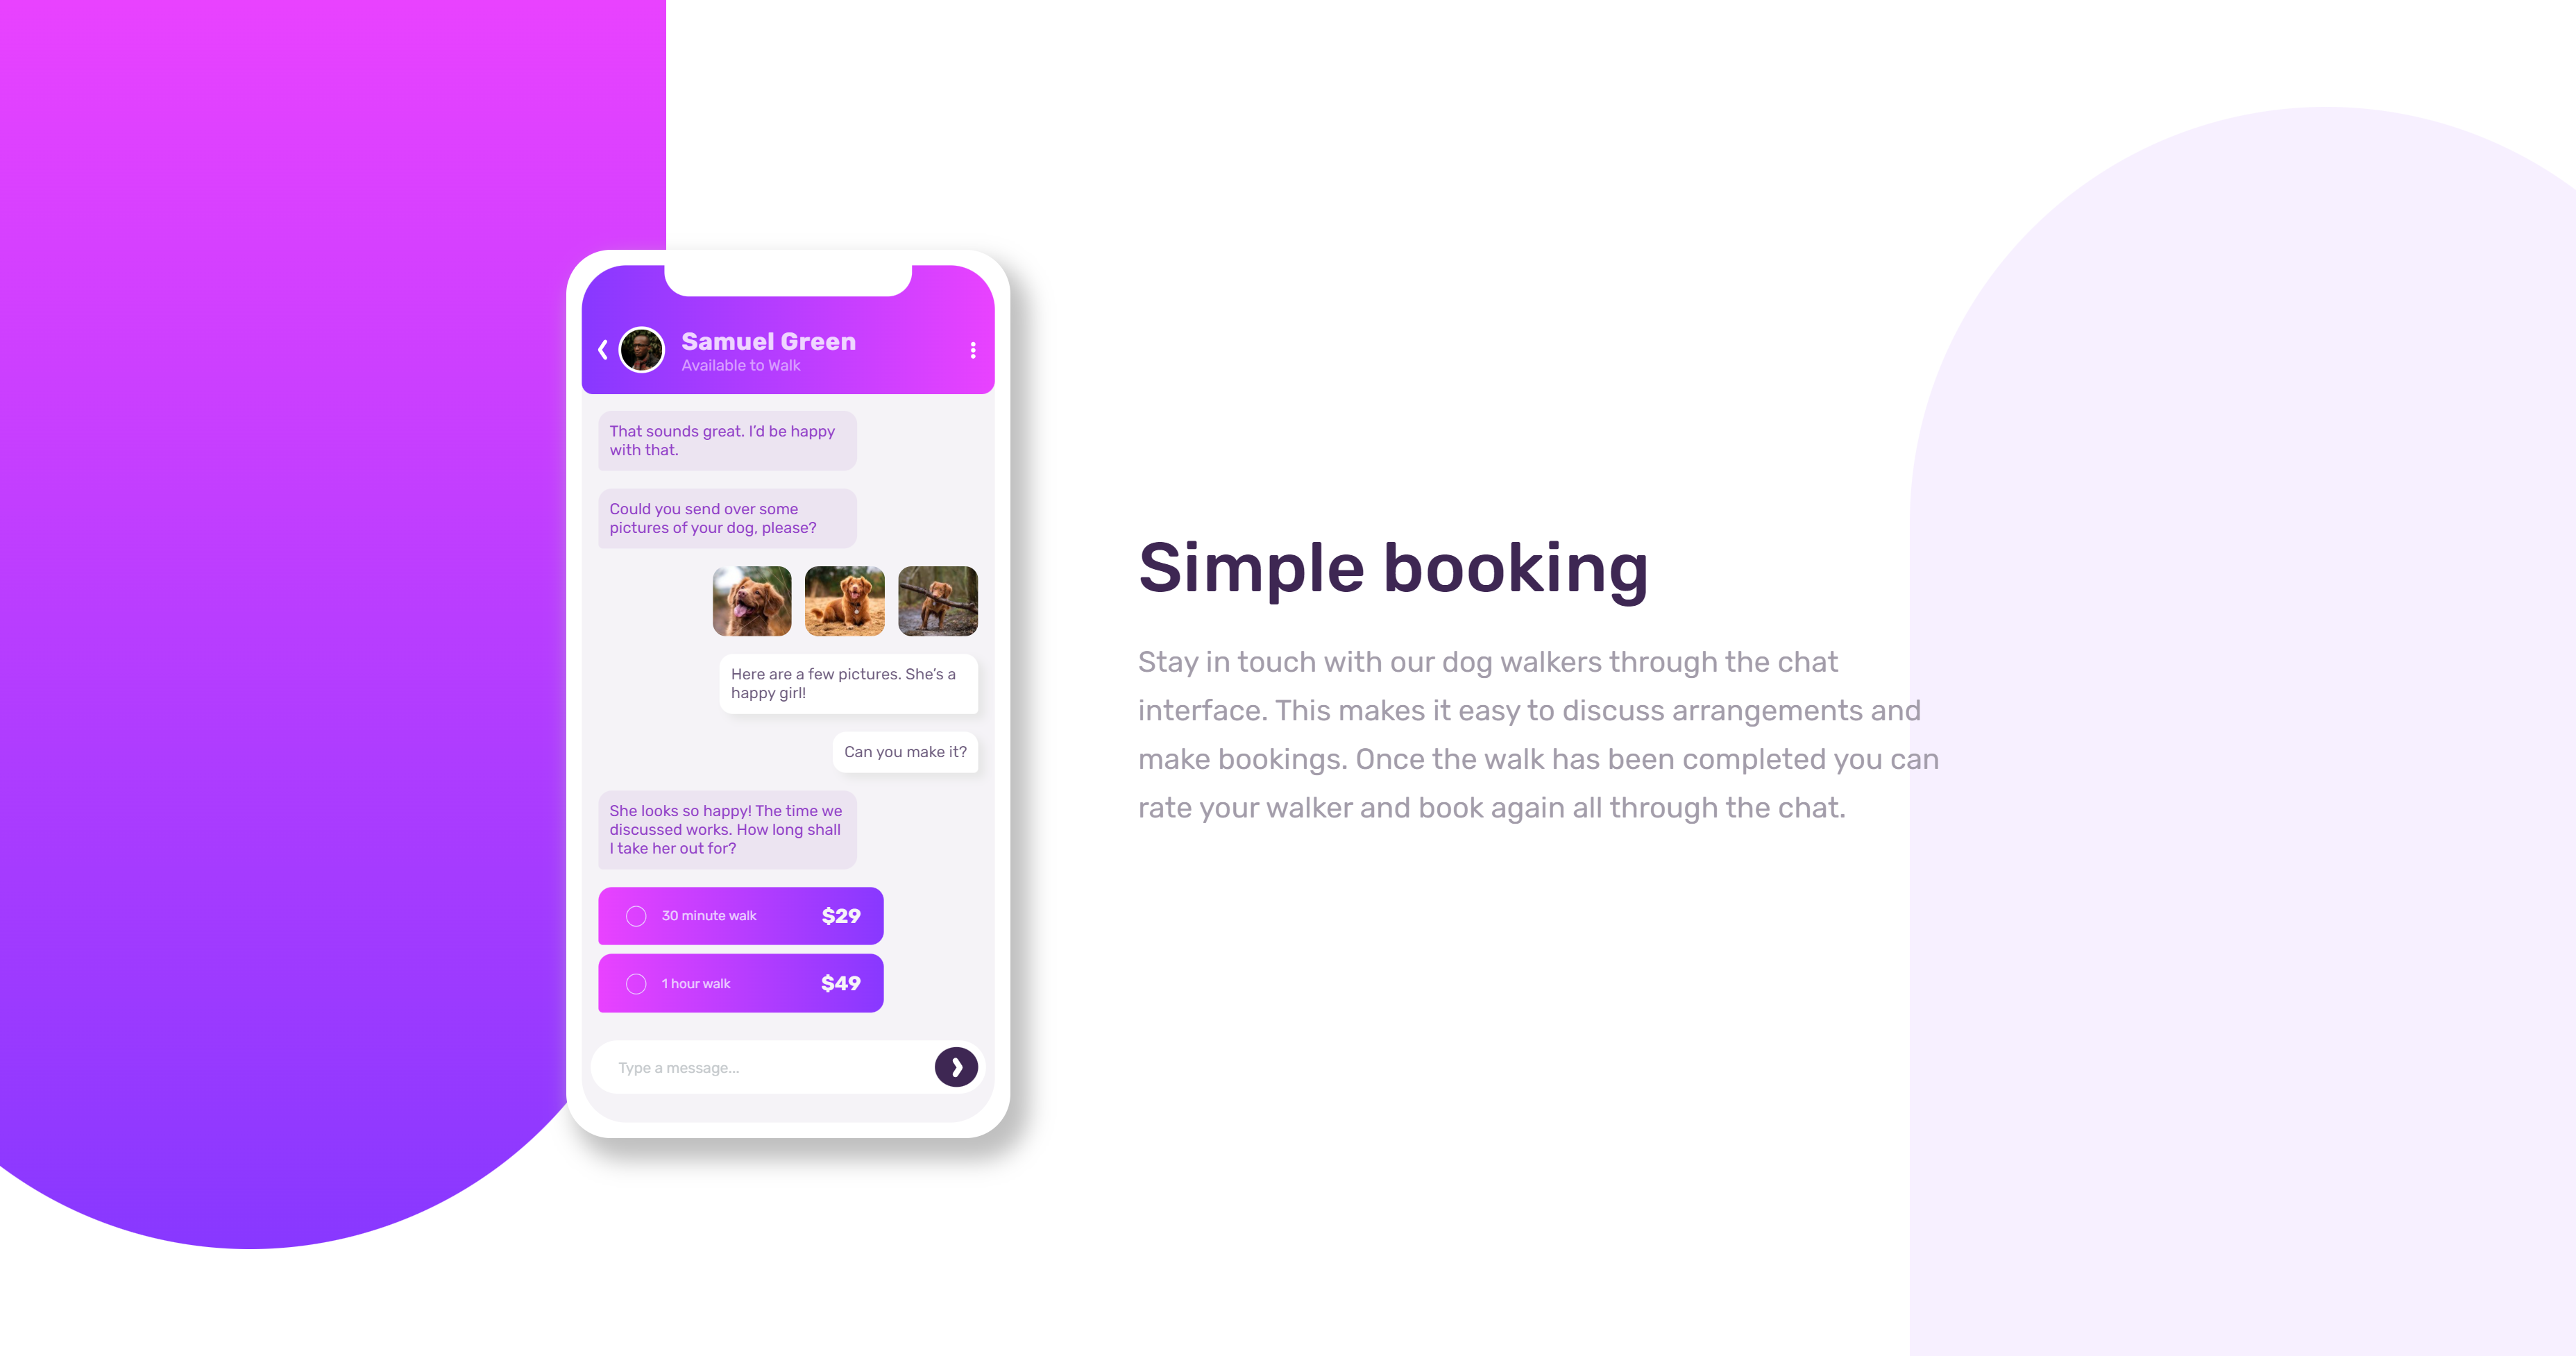 Samuel Green
Available to Walk
That sounds great. I’d be happy
with that.
Could you send over some
pictures of your dog, please?
Here are a few pictures. She’s a
happy girl!
Can you make it?
She looks so happy! The time we
discussed works. How long shall
I take her out for?
30 minute walk $29
1 hour walk $49
Type a message...
Simple booking
Stay in touch with our dog walkers through the chat
interface. This makes it easy to discuss arrangements and
make bookings. Once the walk has been completed you can
rate your walker and book again all through the chat.